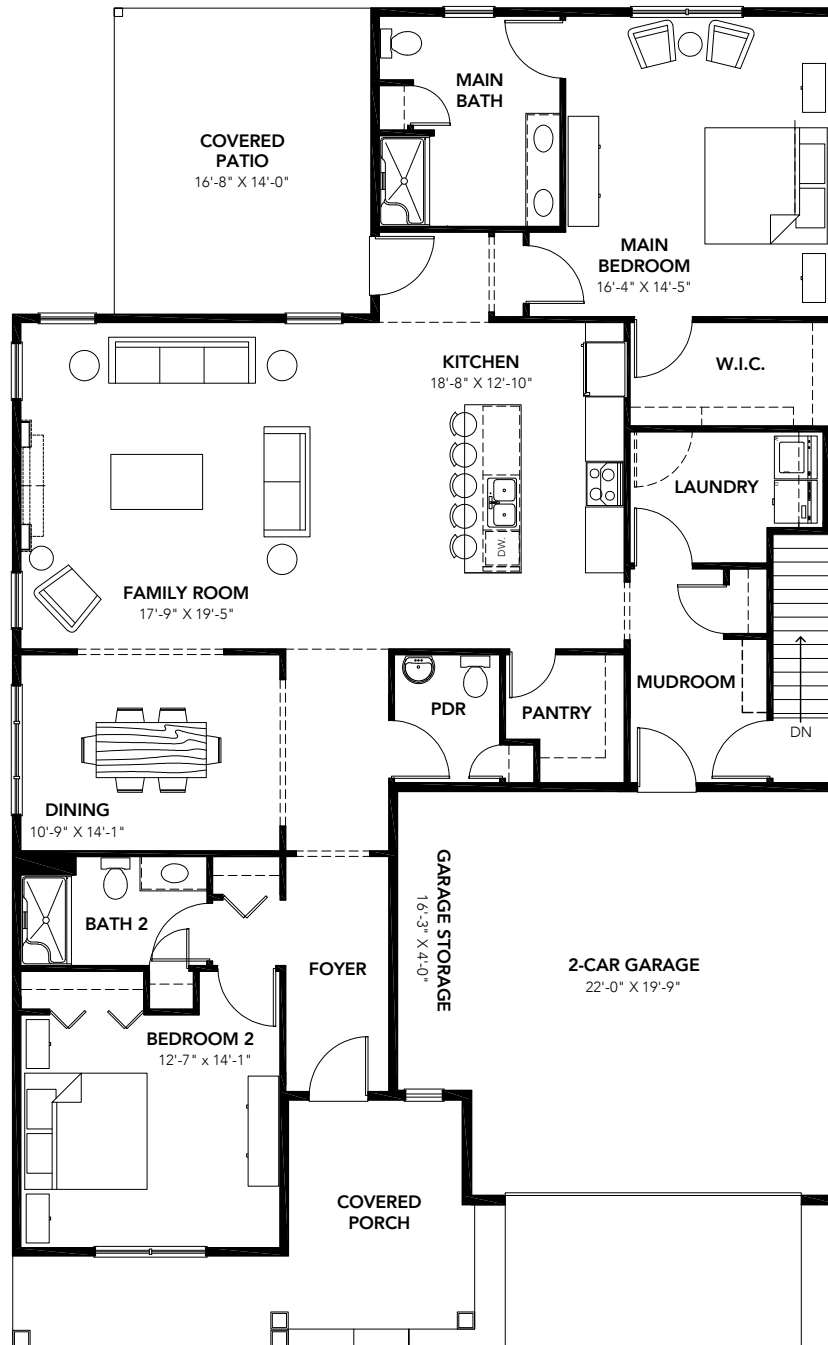 MAIN
BATH
COVERED
PATIO
16'-8" X 14'-0"
MAIN
BEDROOM
16'-4" X 14'-5"
KITCHEN
18'-8" X 12'-10"
W.I.C.
LAUNDRY
DW.
FAMILY ROOM
17'-9" X 19'-5"
MUDROOM
PDR
PANTRY
DN
DINING
10'-9" X 14'-1"
GARAGE STORAGE
16'-3" X 4'-0"
BATH 2
FOYER
2-CAR GARAGE
22'-0" X 19'-9"
BEDROOM 2
12'-7" x 14'-1"
COVERED
PORCH